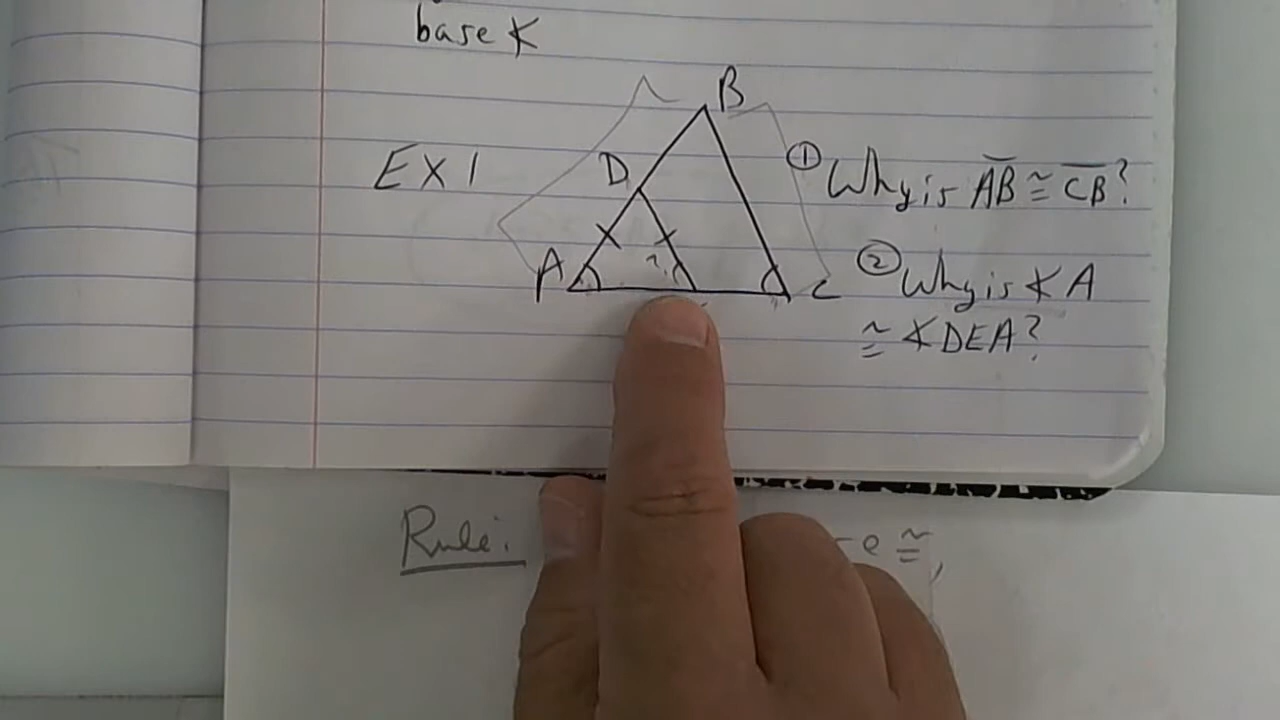 base ∡
EX 1
B
D
A
?
C
① Why is AB ≅ CB?
② Why is ∡ A
≅ ∡ DEA?
Rule:
≅,